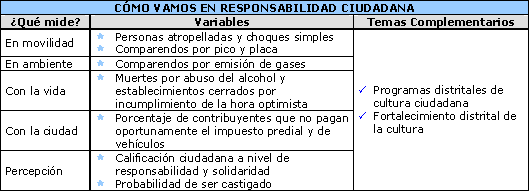 CÓMO VAMOS EN RESPONSABILIDAD CIUDADANA
¿Qué mide? Variables Temas Complementarios
En movilidad
Personas atropelladas y choques simples
Comparendos por pico y placa
En ambiente
Comparendos por emisión de gases
Con la vida
Muertes por abuso del alcohol y
establecimientos cerrados por
incumplimiento de la hora optimista
Con la ciudad
Porcentaje de contribuyentes que no pagan
oportunamente el impuesto predial y de
vehículos
Percepción
Calificación ciudadana a nivel de
responsabilidad y solidaridad
Probabilidad de ser castigado
Programas distritales de
cultura ciudadana
Fortalecimiento distrital de
la cultura